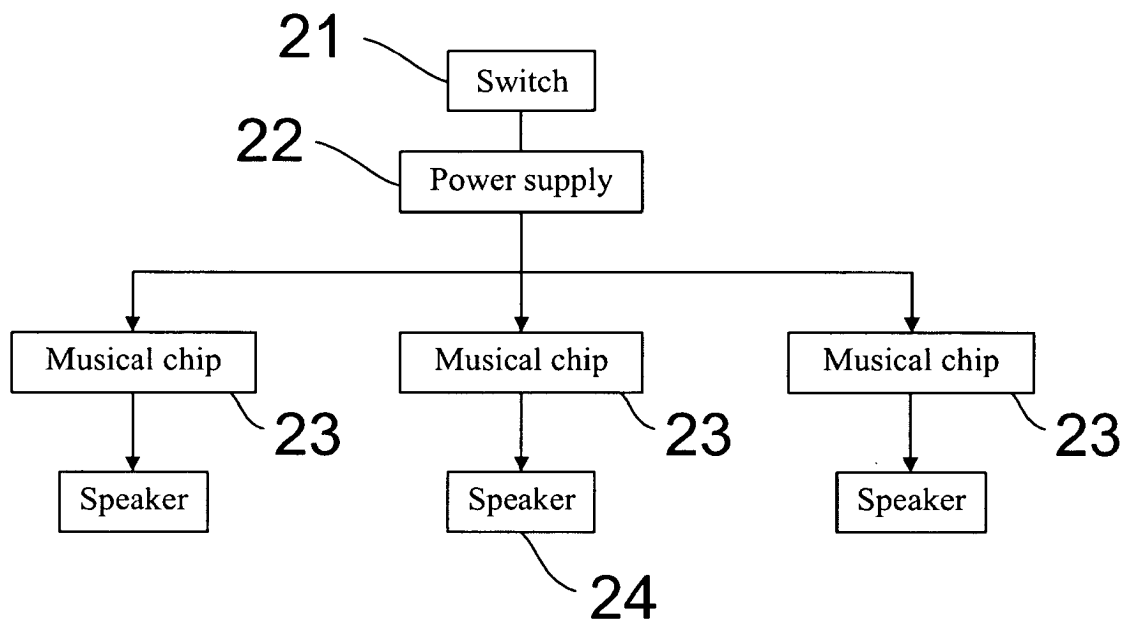 21
Switch
22
Power supply
Musical chip
Musical chip
Musical chip
23
23
23
Speaker
Speaker
Speaker
24